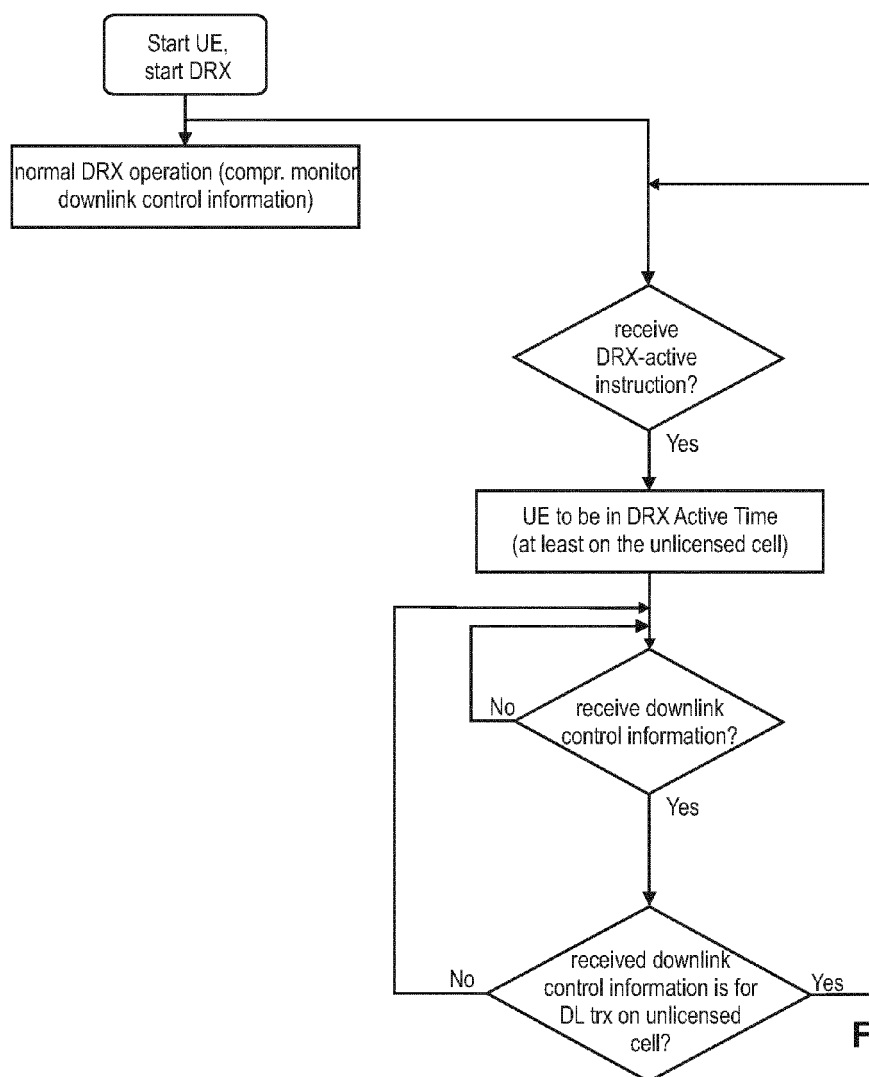 Start UE,
start DRX
normal DRX operation (compr. monitor
downlink control information)
receive
DRX-active
instruction?
Yes
UE to be in DRX Active Time
(at least on the unlicensed cell)
No
receive downlink
control information?
Yes
No
received downlink
control information is for
DL trx on unlicensed
cell?
Yes
F